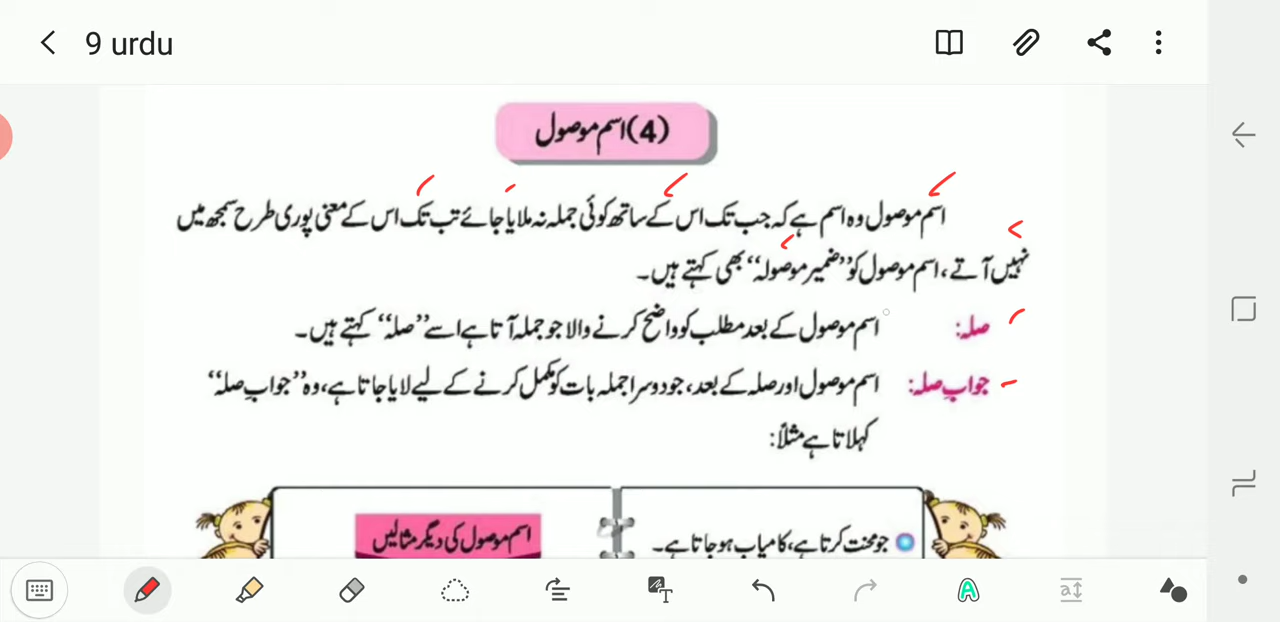 9 urdu
(4) اسم موصول
اسم موصول وہ اسم ہے کہ جب تک اس کے ساتھ کوئی جملہ نہ ملایا جائے تب تک اس کے معنی پوری طرح سمجھ میں
نہیں آتے، اسم موصول کو ”ضمیر موصولہ“ بھی کہتے ہیں۔
صلہ: اسم موصول کے بعد مطلب کو واضح کرنے والا جو جملہ آتا ہے اسے ”صلہ“ کہتے ہیں۔
جوابِ صلہ: اسم موصول اور صلہ کے بعد، جو دوسرا جملہ بات کو مکمل کرنے کے لیے لایا جاتا ہے، وہ ”جوابِ صلہ“
کہلاتا ہے مثلاً:
جو محنت کرتا ہے، کامیاب ہو جاتا ہے۔
اسم موصول کی دیگر مثالیں